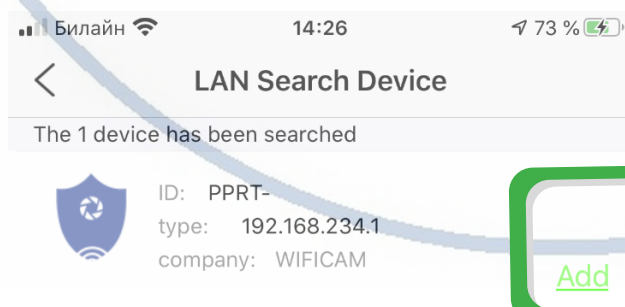 Билайн 14:26 73 %
LAN Search Device
The 1 device has been searched
ID: PPRT-
type: 192.168.234.1
company: WIFICAM
Add